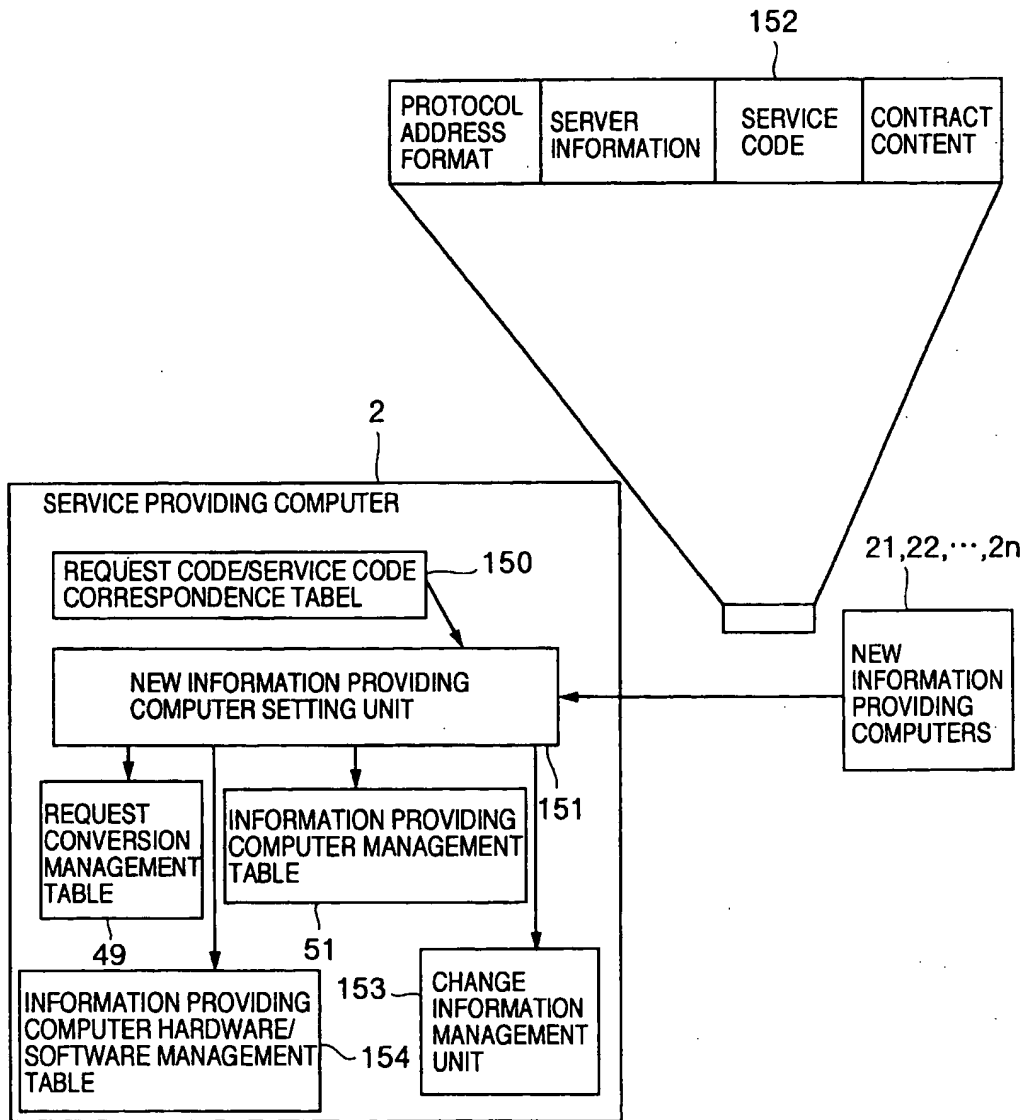 152
PROTOCOL
ADDRESS
FORMAT
SERVER
INFORMATION
SERVICE
CODE
CONTRACT
CONTENT
2
SERVICE PROVIDING COMPUTER
REQUEST CODE/SERVICE CODE
CORRESPONDENCE TABEL
150
21,22,···,2n
NEW INFORMATION PROVIDING
COMPUTER SETTING UNIT
151
NEW
INFORMATION
PROVIDING
COMPUTERS
REQUEST
CONVERSION
MANAGEMENT
TABLE
49
INFORMATION PROVIDING
COMPUTER MANAGEMENT
TABLE
51
INFORMATION PROVIDING
COMPUTER HARDWARE/
SOFTWARE MANAGEMENT
TABLE
154
153
CHANGE
INFORMATION
MANAGEMENT
UNIT